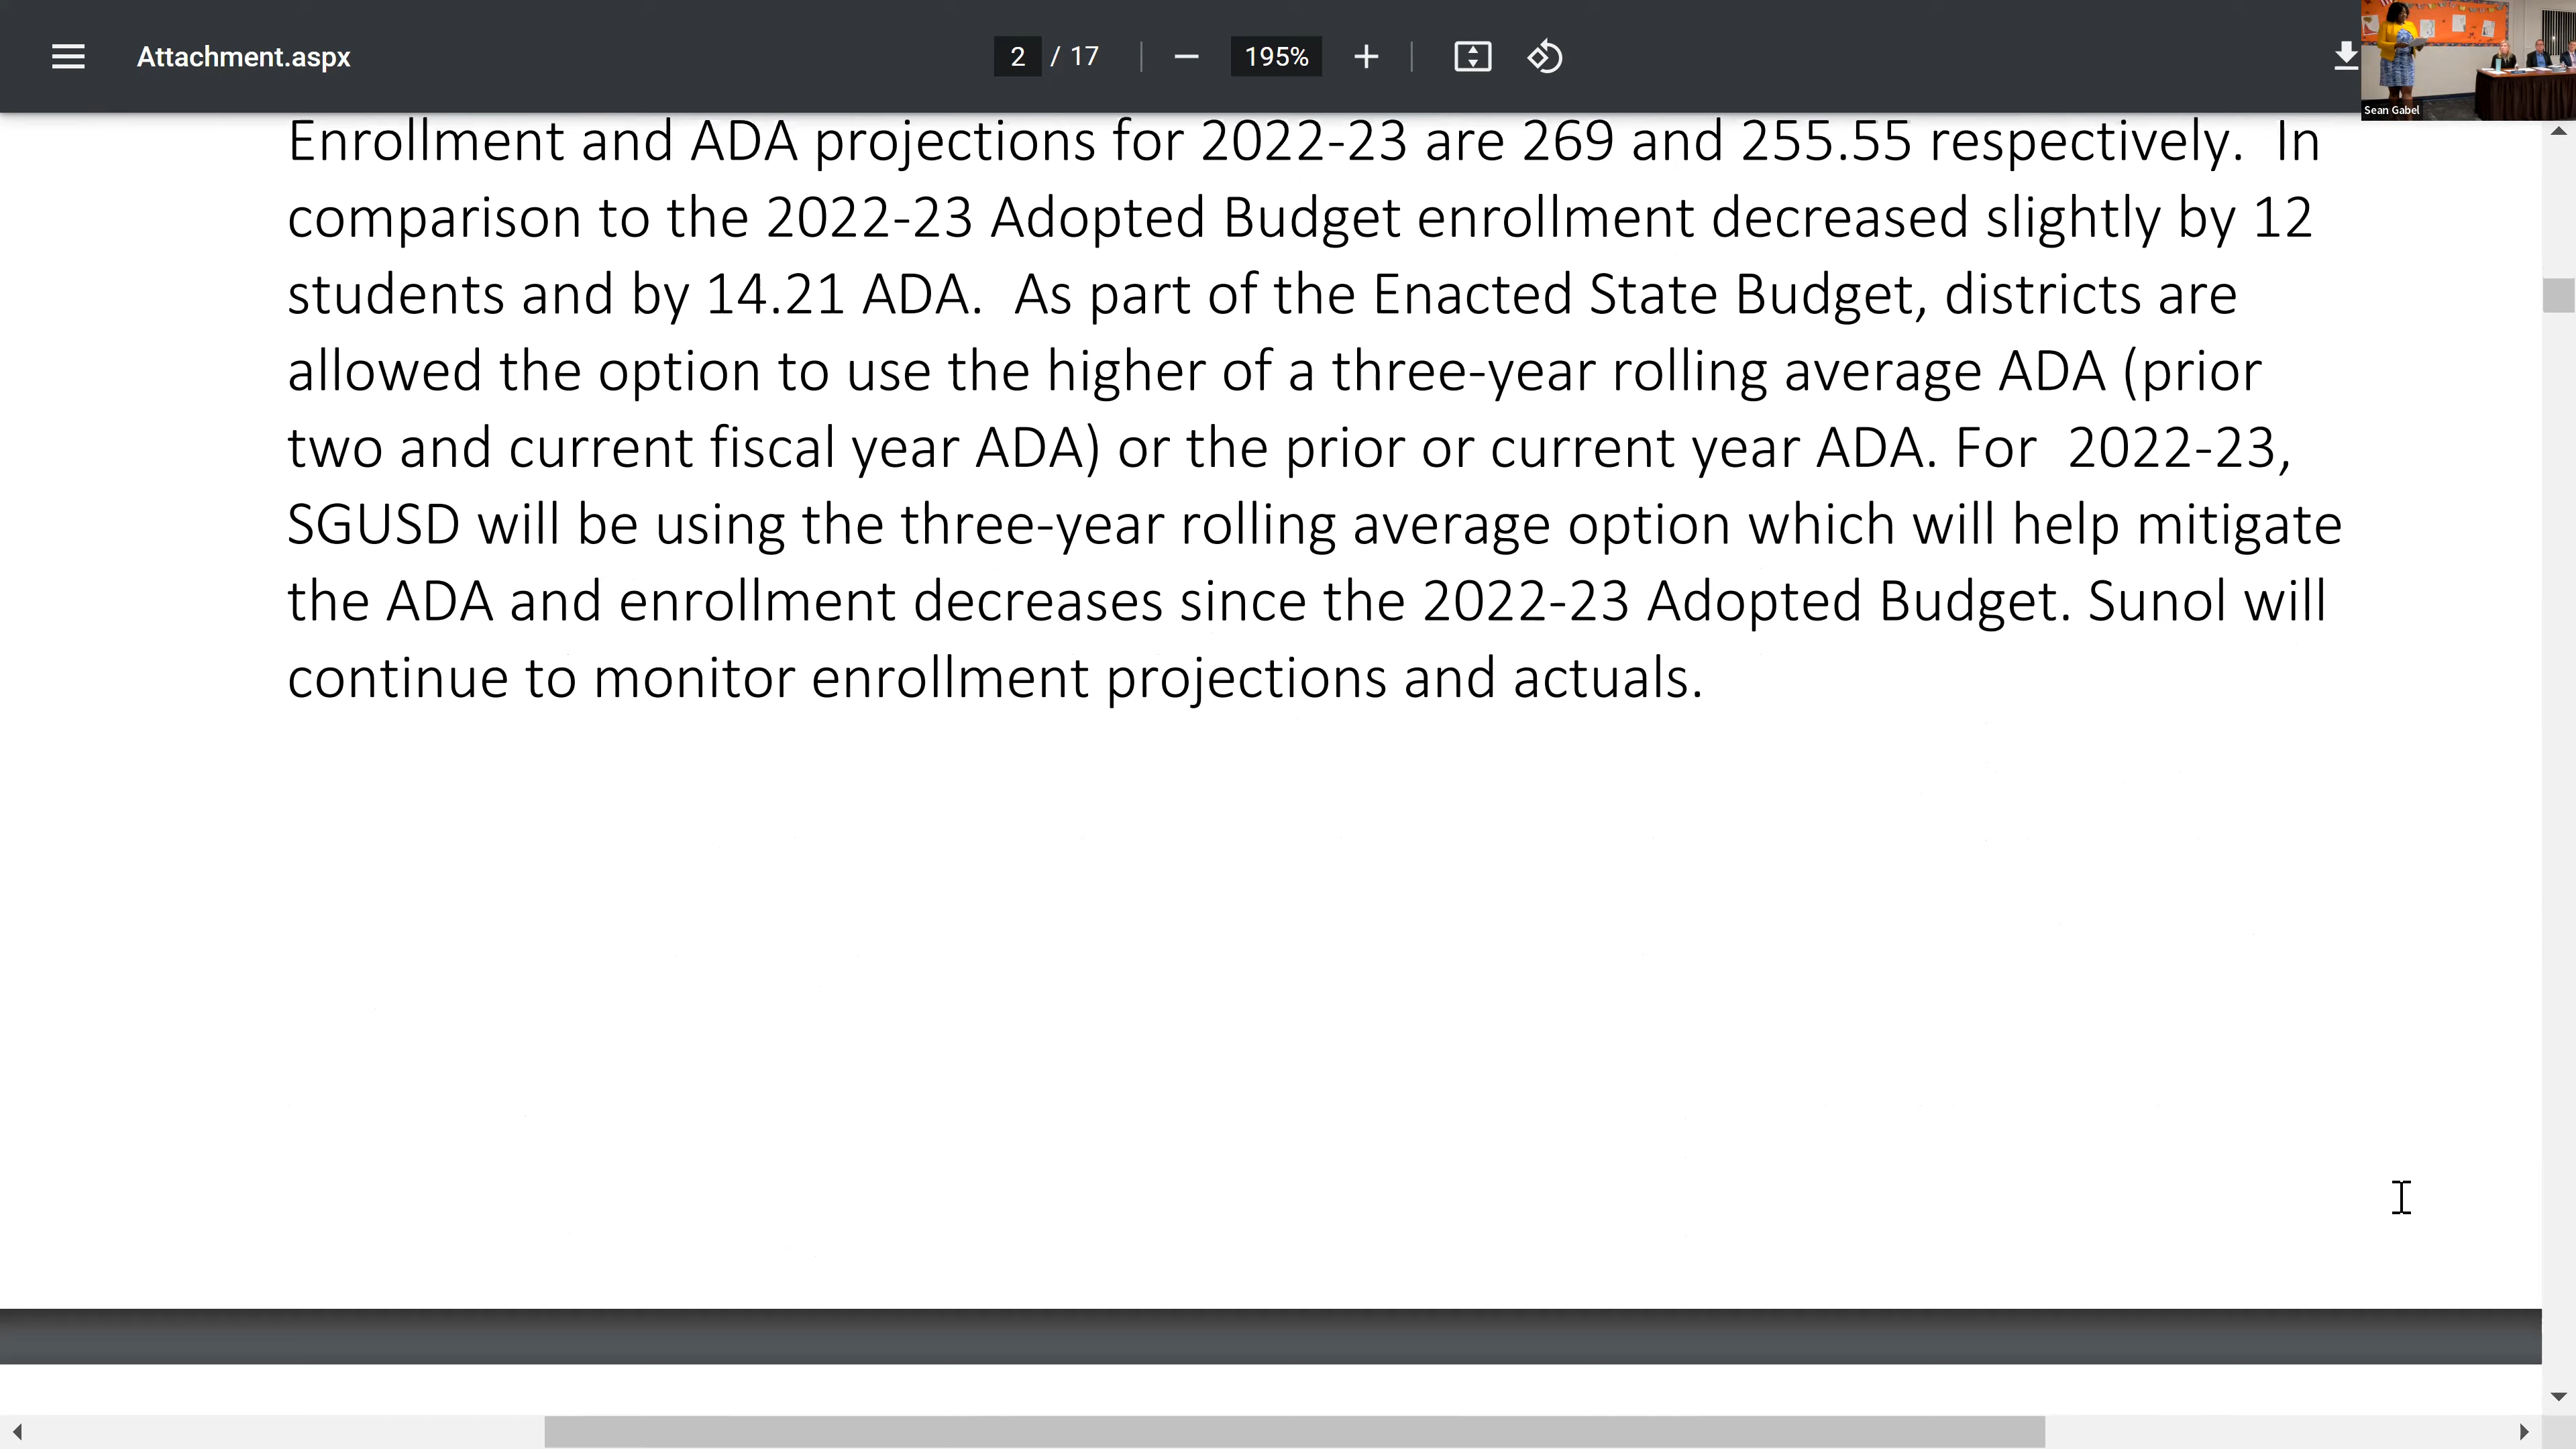 Attachment.aspx
2 / 17
195%
Sean Gabel
Enrollment and ADA projections for 2022-23 are 269 and 255.55 respectively.  In
comparison to the 2022-23 Adopted Budget enrollment decreased slightly by 12
students and by 14.21 ADA.  As part of the Enacted State Budget, districts are
allowed the option to use the higher of a three-year rolling average ADA (prior
two and current fiscal year ADA) or the prior or current year ADA. For  2022-23,
SGUSD will be using the three-year rolling average option which will help mitigate
the ADA and enrollment decreases since the 2022-23 Adopted Budget. Sunol will
continue to monitor enrollment projections and actuals.